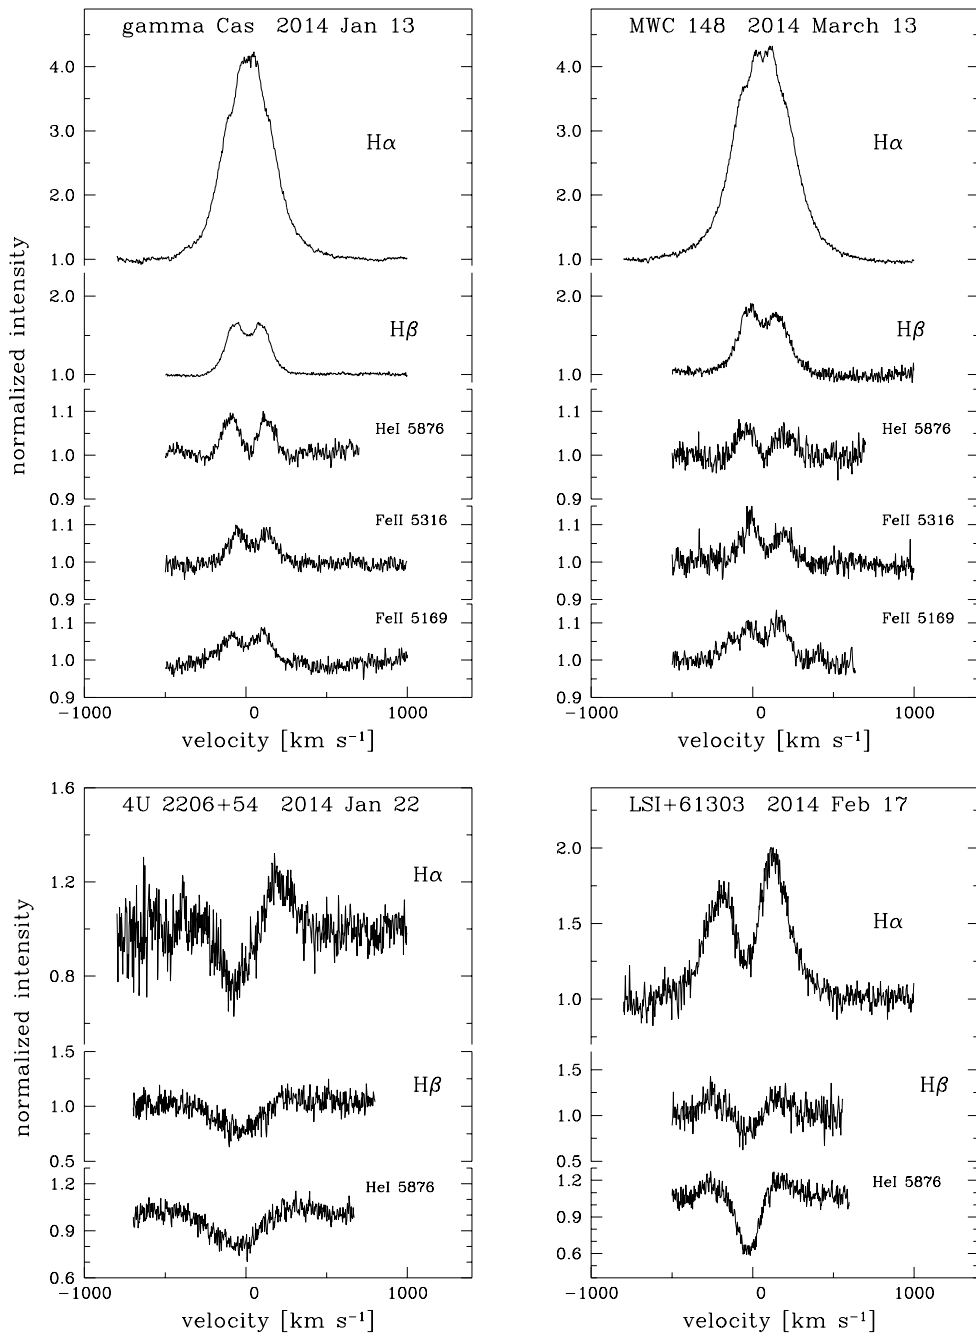 gamma Cas 2014 Jan 13
4.0
3.0
2.0
1.0
Hα
2.0
1.0
Hβ
1.1
1.0
0.9
HeI 5876
1.1
1.0
0.9
FeII 5316
1.1
1.0
0.9
FeII 5169
-1000 0 1000
velocity [km s⁻¹]
normalized intensity
MWC 148 2014 March 13
4.0
3.0
2.0
1.0
Hα
2.0
1.0
Hβ
1.1
1.0
0.9
HeI 5876
1.1
1.0
0.9
FeII 5316
1.1
1.0
0.9
FeII 5169
-1000 0 1000
velocity [km s⁻¹]
4U 2206+54 2014 Jan 22
1.6
1.2
0.8
Hα
1.5
1.0
0.5
Hβ
1.2
0.9
0.6
HeI 5876
-1000 0 1000
velocity [km s⁻¹]
normalized intensity
LSI+61303 2014 Feb 17
2.0
1.5
1.0
Hα
1.5
1.0
0.5
Hβ
1.2
0.9
0.6
HeI 5876
-1000 0 1000
velocity [km s⁻¹]